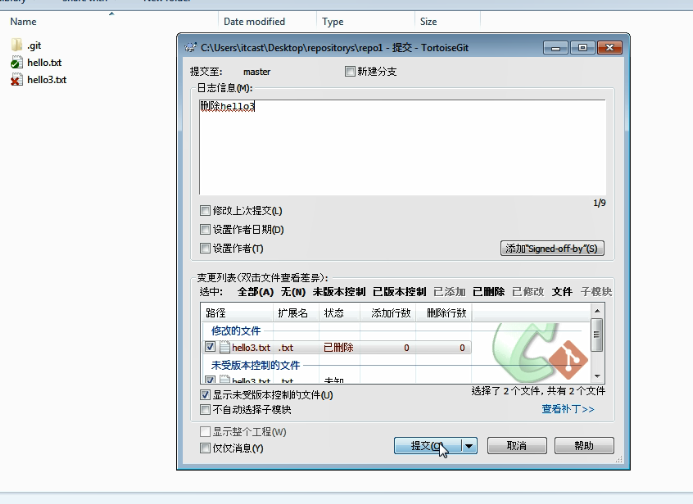 Name
Date modified
Type
Size
.git
hello.txt
hello3.txt
C:\Users\itcast\Desktop\repositorys\repo1 - 提交 - TortoiseGit
提交至: master
新建分支
日志信息(M):
删除hello3
1/9
修改上次提交(L)
设置作者日期(D)
设置作者(T)
添加"Signed-off-by"(S)
变更列表(双击文件查看差异):
选中: 全部(A) 无(N) 未版本控制 已版本控制 已添加 已删除 已修改 文件 子模块
路径 扩展名 状态 添加行数 删除行数
修改的文件
hello3.txt .txt 已删除 0 0
未受版本控制的文件
hello3.txt .txt 未知
显示未受版本控制的文件(U)
选择了 2 个文件, 共有 2 个文件
不自动选择子模块
查看补丁>>
显示整个工程(W)
仅仅消息(Y)
提交(O)
取消
帮助